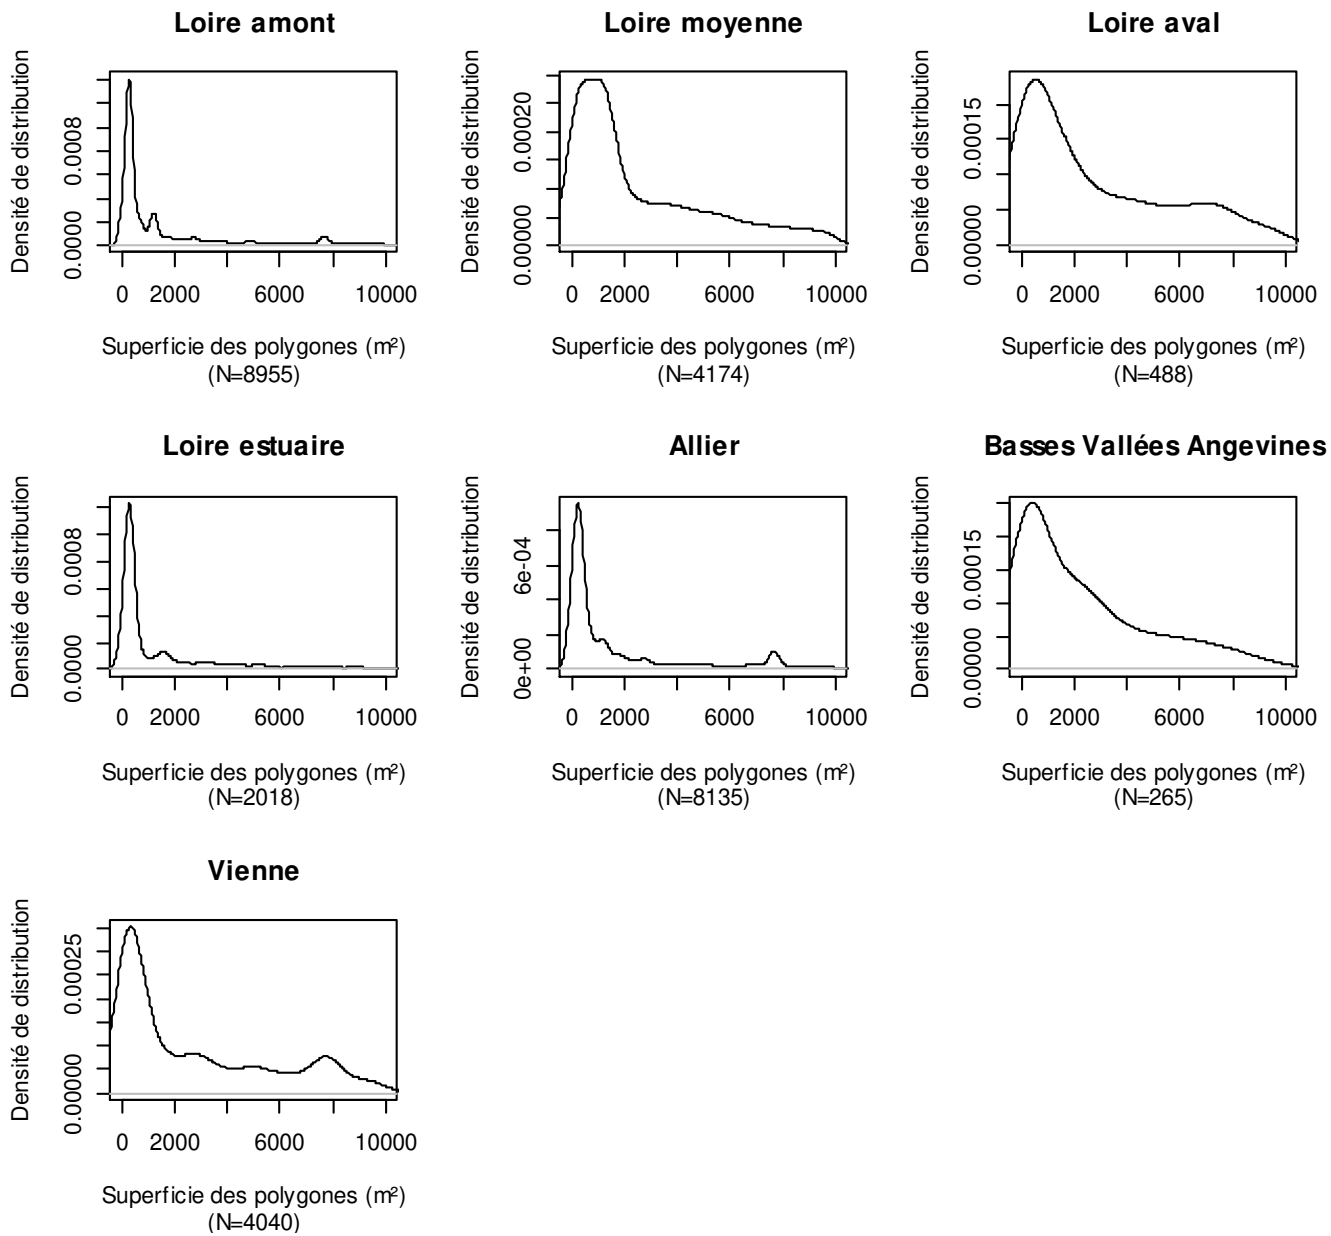 Loire amont
Densité de distribution
0.0008
0.00000
0 2000 6000 10000
Superficie des polygones (m²)
(N=8955)
Loire moyenne
Densité de distribution
0.00020
0.00000
0 2000 6000 10000
Superficie des polygones (m²)
(N=4174)
Loire aval
Densité de distribution
0.00015
0.00000
0 2000 6000 10000
Superficie des polygones (m²)
(N=488)
Loire estuaire
Densité de distribution
0.0008
0.0000
0 2000 6000 10000
Superficie des polygones (m²)
(N=2018)
Allier
Densité de distribution
6e-04
0e+00
0 2000 6000 10000
Superficie des polygones (m²)
(N=8135)
Basses Vallées Angevines
Densité de distribution
0.00015
0.00000
0 2000 6000 10000
Superficie des polygones (m²)
(N=265)
Vienne
Densité de distribution
0.00025
0.00000
0 2000 6000 10000
Superficie des polygones (m²)
(N=4040)